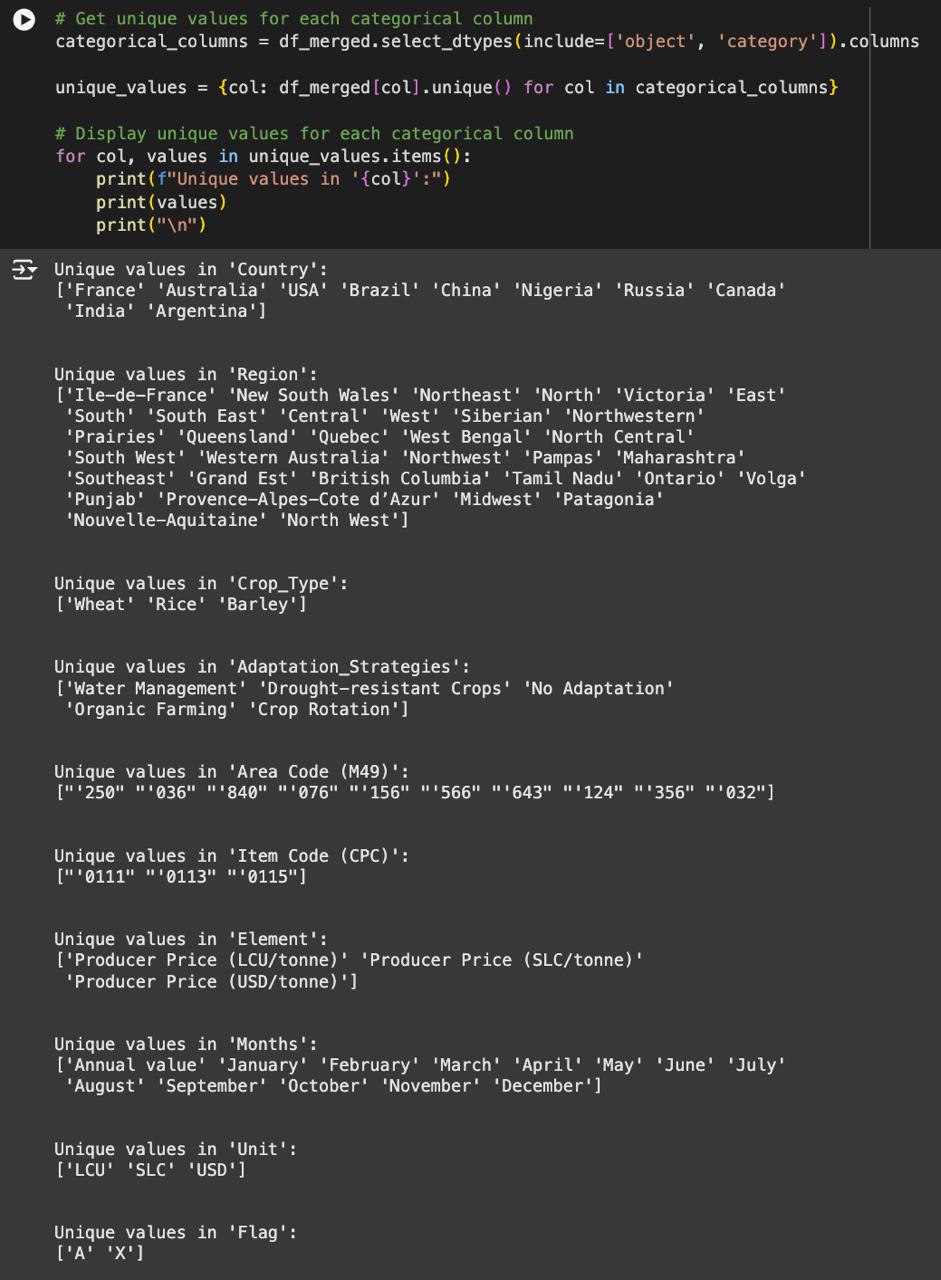 # Get unique values for each categorical column
categorical_columns = df_merged.select_dtypes(include=['object', 'category']).columns
unique_values = {col: df_merged[col].unique() for col in categorical_columns}
# Display unique values for each categorical column
for col, values in unique_values.items():
    print(f"Unique values in '{col}':")
    print(values)
    print("\n")
Unique values in 'Country':
['France' 'Australia' 'USA' 'Brazil' 'China' 'Nigeria' 'Russia' 'Canada'
 'India' 'Argentina']
Unique values in 'Region':
['Ile-de-France' 'New South Wales' 'Northeast' 'North' 'Victoria' 'East'
 'South' 'South East' 'Central' 'West' 'Siberian' 'Northwestern'
 'Prairies' 'Queensland' 'Quebec' 'West Bengal' 'North Central'
 'South West' 'Western Australia' 'Northwest' 'Pampas' 'Maharashtra'
 'Southeast' 'Grand Est' 'British Columbia' 'Tamil Nadu' 'Ontario' 'Volga'
 'Punjab' 'Provence-Alpes-Cote d’Azur' 'Midwest' 'Patagonia'
 'Nouvelle-Aquitaine' 'North West']
Unique values in 'Crop_Type':
['Wheat' 'Rice' 'Barley']
Unique values in 'Adaptation_Strategies':
['Water Management' 'Drought-resistant Crops' 'No Adaptation'
 'Organic Farming' 'Crop Rotation']
Unique values in 'Area Code (M49)':
["'250" "'036" "'840" "'076" "'156" "'566" "'643" "'124" "'356" "'032"]
Unique values in 'Item Code (CPC)':
["'0111" "'0113" "'0115"]
Unique values in 'Element':
['Producer Price (LCU/tonne)' 'Producer Price (SLC/tonne)'
 'Producer Price (USD/tonne)']
Unique values in 'Months':
['Annual value' 'January' 'February' 'March' 'April' 'May' 'June' 'July'
 'August' 'September' 'October' 'November' 'December']
Unique values in 'Unit':
['LCU' 'SLC' 'USD']
Unique values in 'Flag':
['A' 'X']